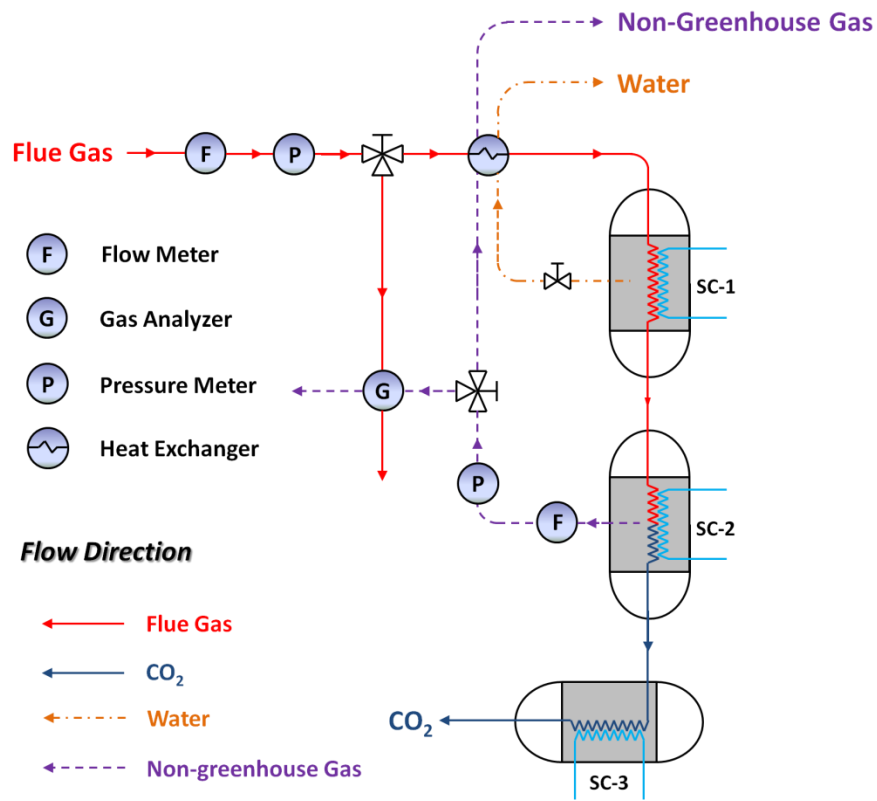 Non-Greenhouse Gas
Water
Flue Gas
F
P
F
Flow Meter
SC-1
G
Gas Analyzer
P
Pressure Meter
G
Heat Exchanger
P
F
SC-2
Flow Direction
Flue Gas
CO₂
CO₂
Water
Non-greenhouse Gas
SC-3